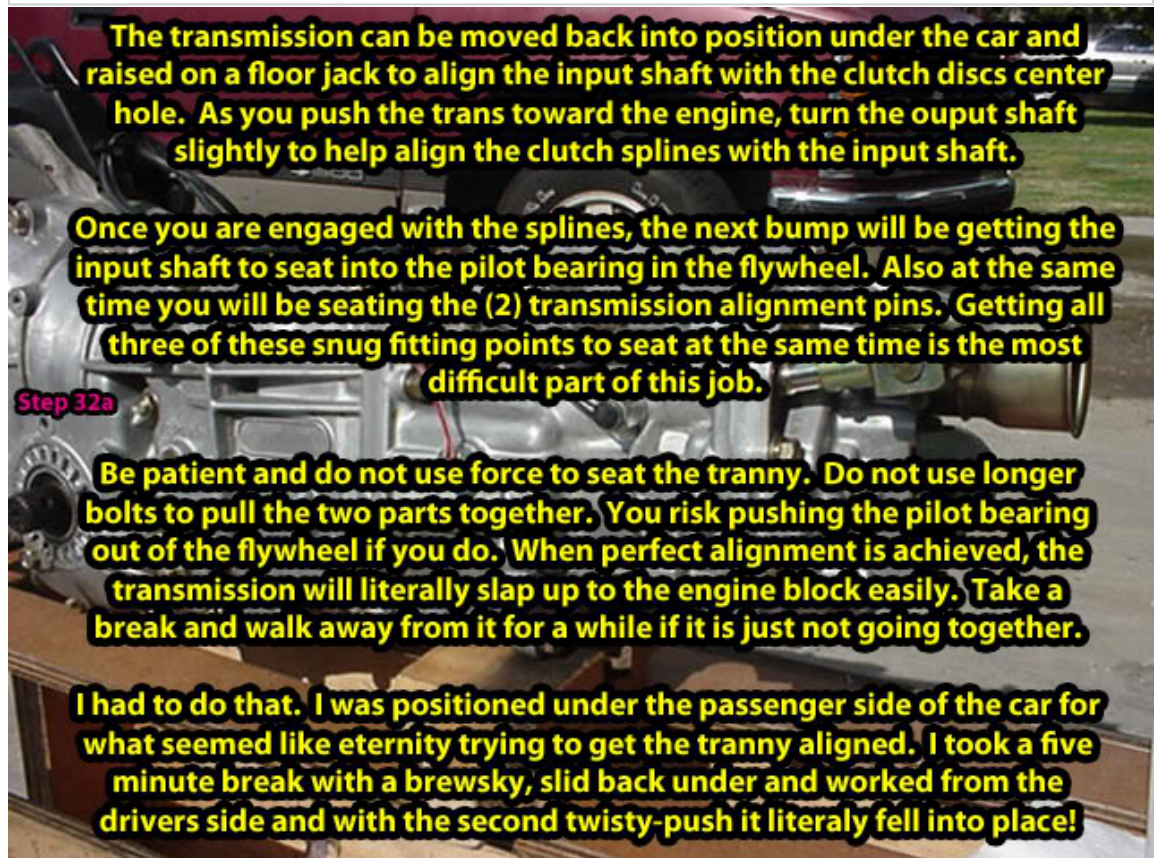 The transmission can be moved back into position under the car and
raised on a floor jack to align the input shaft with the clutch discs center
hole.  As you push the trans toward the engine, turn the ouput shaft
slightly to help align the clutch splines with the input shaft.
Once you are engaged with the splines, the next bump will be getting the
input shaft to seat into the pilot bearing in the flywheel.  Also at the same
time you will be seating the (2) transmission alignment pins.  Getting all
three of these snug fitting points to seat at the same time is the most
difficult part of this job.
Step 32a
Be patient and do not use force to seat the tranny.  Do not use longer
bolts to pull the two parts together.  You risk pushing the pilot bearing
out of the flywheel if you do.  When perfect alignment is achieved, the
transmission will literally slap up to the engine block easily.  Take a
break and walk away from it for a while if it is just not going together.
I had to do that.  I was positioned under the passenger side of the car for
what seemed like eternity trying to get the tranny aligned.  I took a five
minute break with a brewsky, slid back under and worked from the
drivers side and with the second twisty-push it literaly fell into place!